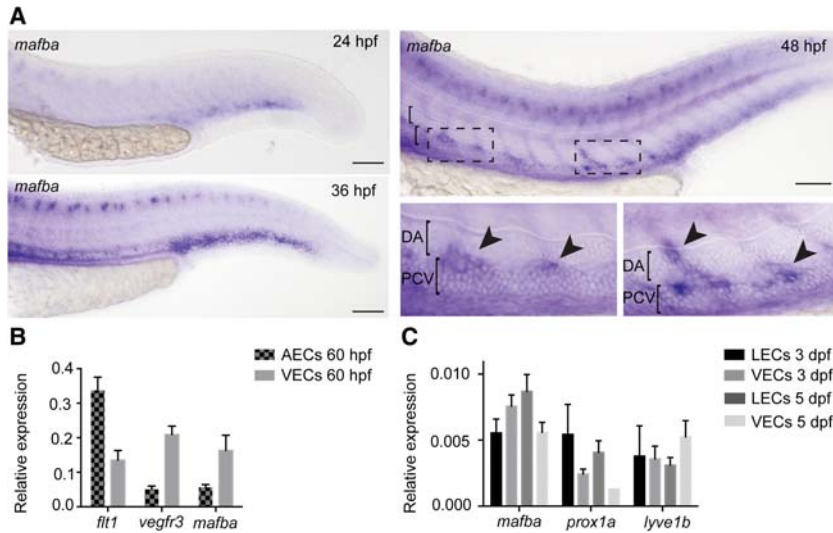 A
mafba
24 hpf
mafba
36 hpf
mafba
48 hpf
DA
PCV
DA
PCV
B
AECs 60 hpf
VECs 60 hpf
Relative expression
0.4
0.3
0.2
0.1
0.0
flt1 vegfr3 mafba
C
LECs 3 dpf
VECs 3 dpf
LECs 5 dpf
VECs 5 dpf
Relative expression
0.010
0.005
0.000
mafba prox1a lyve1b